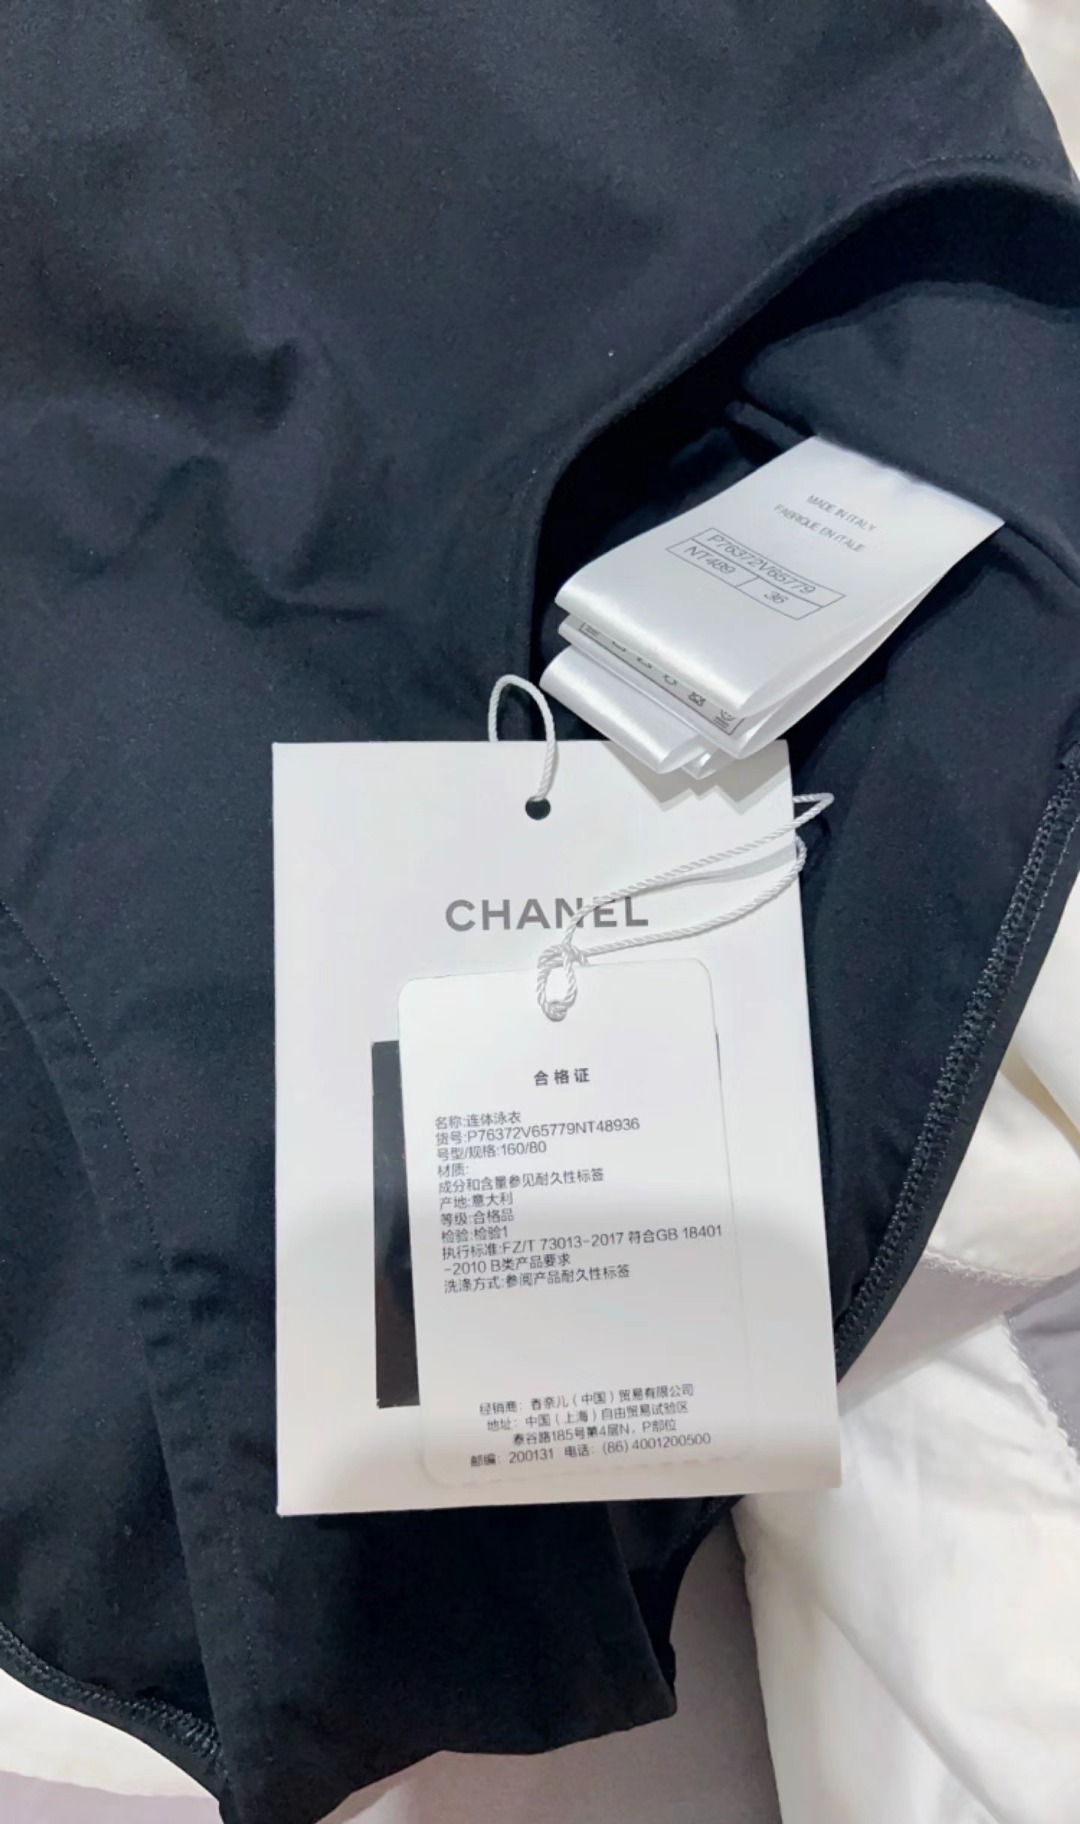 MADE IN ITALY
FABRIQUE EN ITALIE
P76372V65779
NT489 36
CHANEL
合格证
名称:连体泳衣
货号:P76372V65779NT48936
号型/规格:160/80
材质:
成分和含量参见耐久性标签
产地:意大利
等级:合格品
检验:检验1
执行标准:FZ/T 73013-2017 符合GB 18401
-2010 B类产品要求
洗涤方式:参阅产品耐久性标签
经销商：香奈儿（中国）贸易有限公司
地址：中国（上海）自由贸易试验区
泰谷路185号第4层N，P部位
邮编：200131 电话：(86) 4001200500